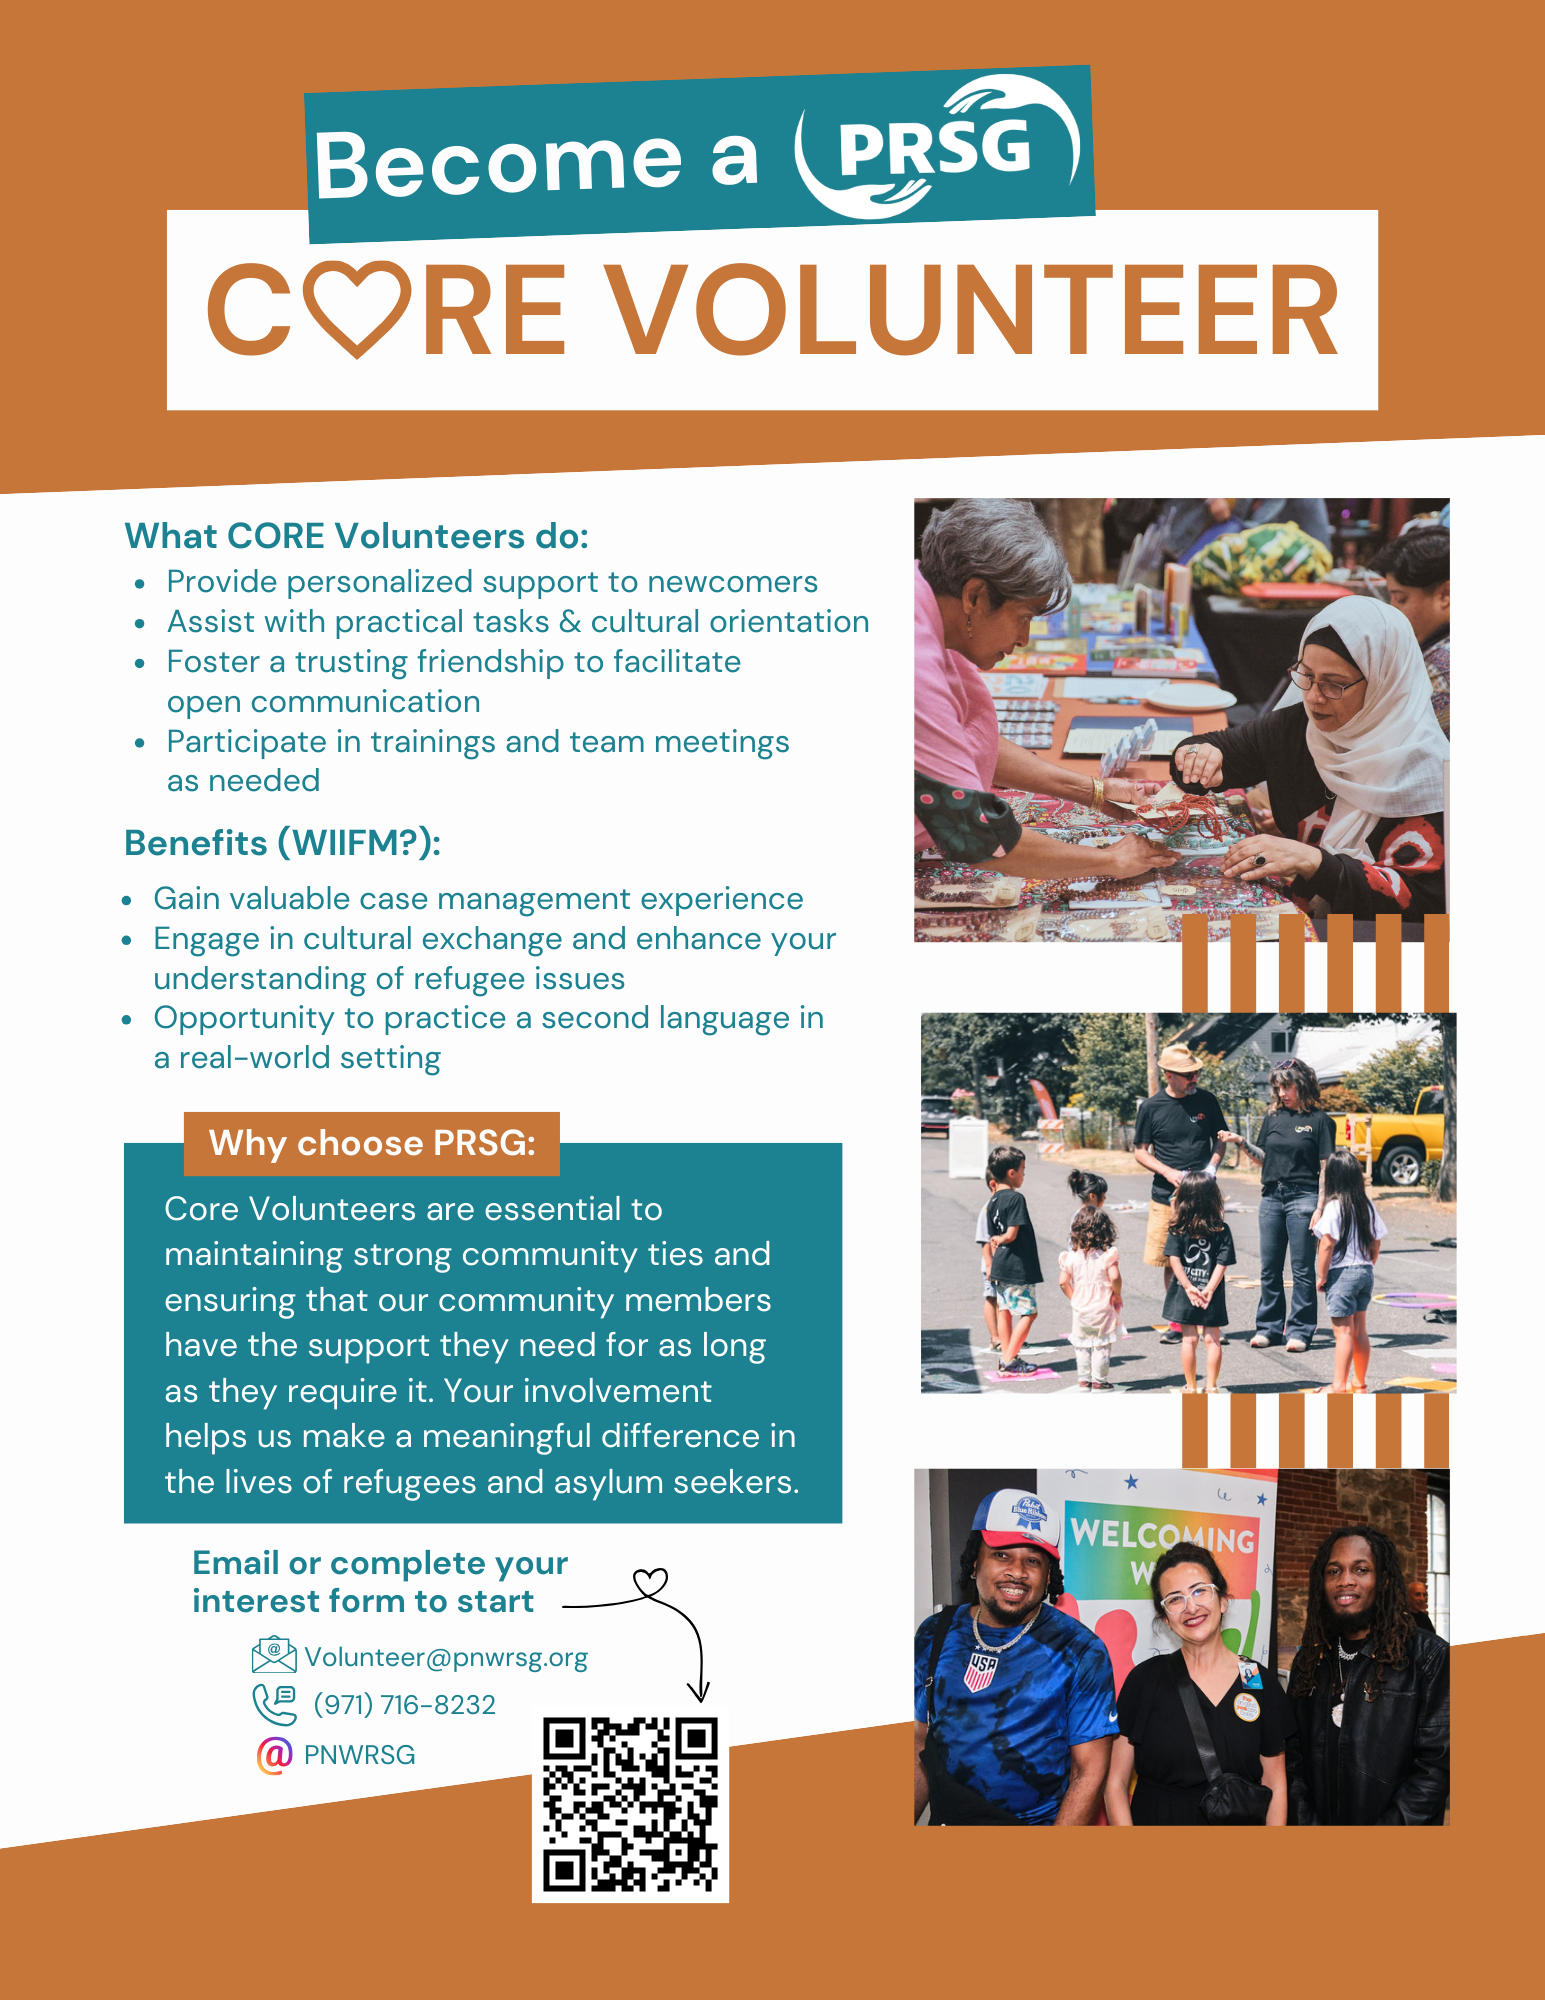 Become a PRSG
CORE VOLUNTEER
What CORE Volunteers do:
• Provide personalized support to newcomers
• Assist with practical tasks & cultural orientation
• Foster a trusting friendship to facilitate
open communication
• Participate in trainings and team meetings
as needed
Benefits (WIIFM?):
• Gain valuable case management experience
• Engage in cultural exchange and enhance your
understanding of refugee issues
• Opportunity to practice a second language in
a real-world setting
Why choose PRSG:
Core Volunteers are essential to
maintaining strong community ties and
ensuring that our community members
have the support they need for as long
as they require it. Your involvement
helps us make a meaningful difference in
the lives of refugees and asylum seekers.
Email or complete your
interest form to start
Volunteer@pnwrsg.org
(971) 716-8232
@ PNWRSG
CITY
Pabst
Blue Ribbon
WELCOMING
W
USA